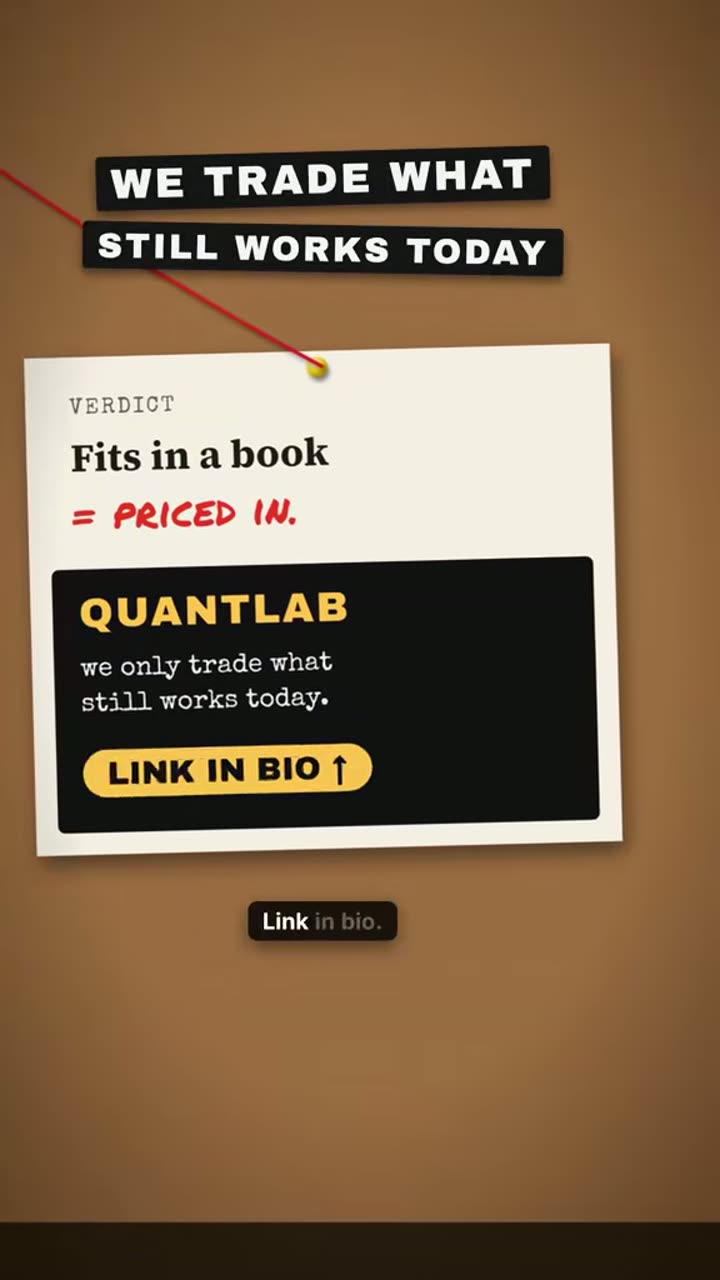 WE TRADE WHAT
STILL WORKS TODAY
VERDICT
Fits in a book
= PRICED IN.
QUANTLAB
we only trade what
still works today.
LINK IN BIO ↑
Link in bio.